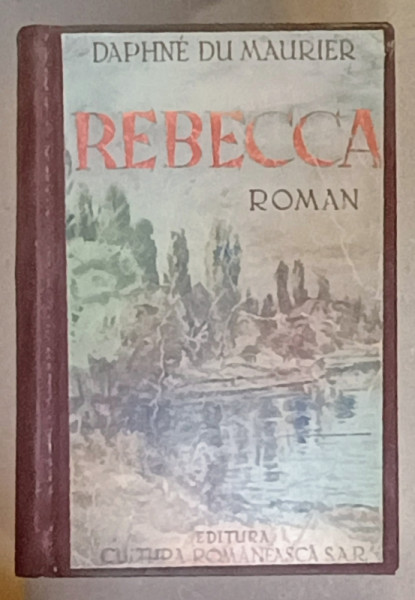 DAPHNÉ DU MAURIER
REBECCA
ROMAN
EDITURA
CULTURA ROMÂNEASCĂ S.A.R.